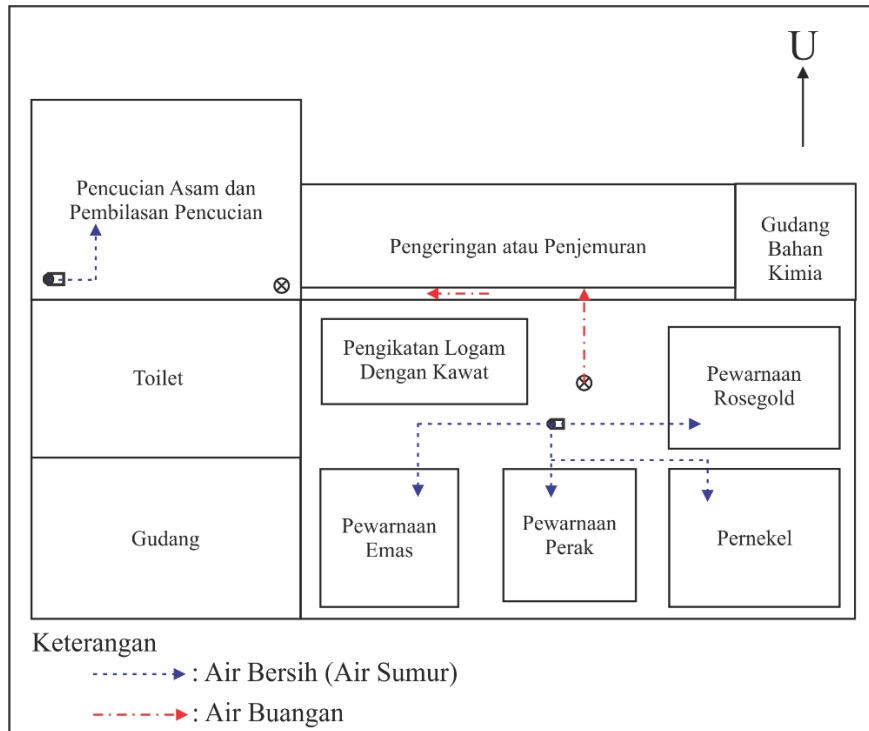 U
Pencucian Asam dan
Pembilasan Pencucian
Pengeringan atau Penjemuran
Gudang
Bahan
Kimia
Toilet
Pengikatan Logam
Dengan Kawat
Pewarnaan
Rosegold
Gudang
Pewarnaan
Emas
Pewarnaan
Perak
Pernekel
Keterangan
: Air Bersih (Air Sumur)
: Air Buangan